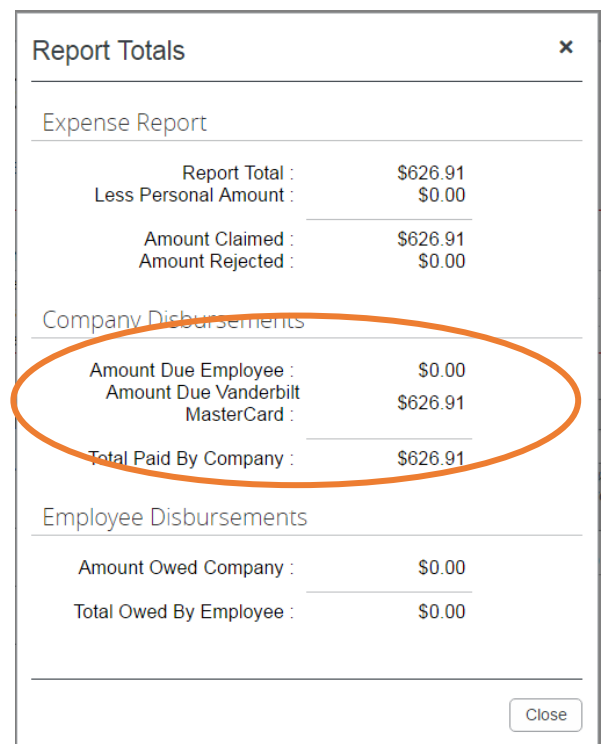 Report Totals ×
Expense Report
Report Total : $626.91
Less Personal Amount : $0.00
Amount Claimed : $626.91
Amount Rejected : $0.00
Company Disbursements
Amount Due Employee : $0.00
Amount Due Vanderbilt
MasterCard : $626.91
Total Paid By Company : $626.91
Employee Disbursements
Amount Owed Company : $0.00
Total Owed By Employee : $0.00
Close